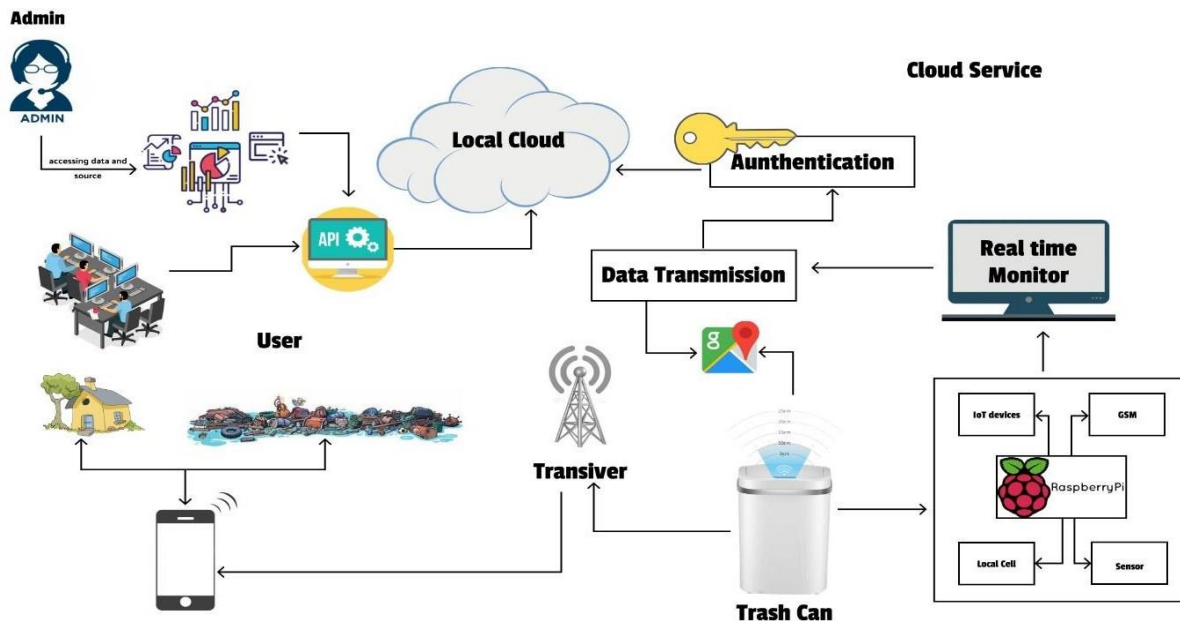 Admin
ADMIN
accessing data and
source
Local Cloud
Cloud Service
Aunthentication
API
Data Transmission
Real time
Monitor
User
g
Transiver
Trash Can
IoT devices
GSM
RaspberryPi
Local Cell
Sensor